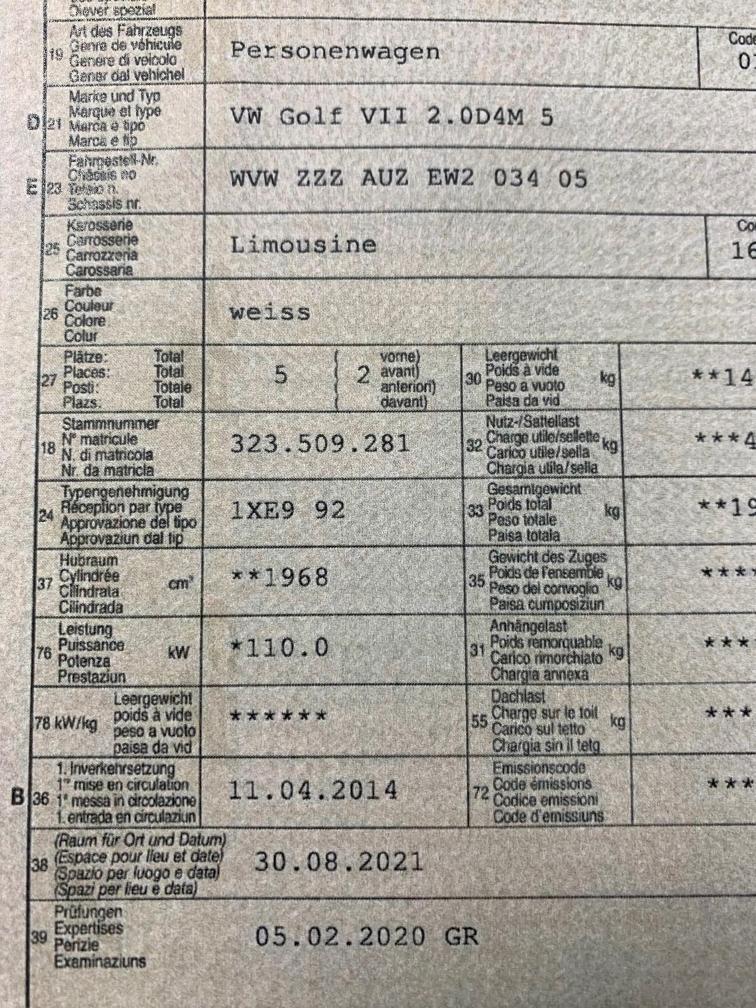 19 Art des Fahrzeugs
Genre de véhicule
Genere di veicolo
Gener dal vehichel
Personenwagen
D 21 Marke und Typ
Marque et type
Marca e tipo
Marca e tip
VW Golf VII 2.0D4M 5
E 23 Fahrgestell-Nr.
Châssis no
Telaio n.
Schassis nr.
WVW ZZZ AUZ EW2 034 05
25 Karosserie
Carrosserie
Carrozzeria
Carossaria
Limousine
26 Farbe
Couleur
Colore
Colur
weiss
27 Plätze: Total
Places: Total
Posti: Totale
Plazs: Total
5 ( 2 vorne)
( avant)
( anteriori)
( davant)
30 Leergewicht
Poids à vide kg
Peso a vuoto
Paisa da vid
**14
18 Stammnummer
N° matricule
N. di matricola
Nr. da matricla
323.509.281
32 Nutz-/Sattellast
Charge utile/sellette kg
Carico utile/sella
Chargia utila/sella
***4
24 Typengenehmigung
Réception par type
Approvazione del tipo
Approvaziun dal tip
1XE9 92
33 Gesamtgewicht
Poids total kg
Peso totale
Paisa totala
**19
37 Hubraum
Cylindrée cm³
Cilindrata
Cilindrada
**1968
35 Gewicht des Zuges
Poids de l'ensemble kg
Peso del convoglio
Paisa cumposiziun
****
76 Leistung
Puissance kW
Potenza
Prestaziun
*110.0
31 Anhängelast
Poids remorquable kg
Carico rimorchiato
Chargia annexa
***
78 kW/kg Leergewicht
poids à vide
peso a vuoto
paisa da vid
******
55 Dachlast
Charge sur le toit kg
Carico sul tetto
Chargia sin il tetg
***
B 36 1. Inverkehrsetzung
1re mise en circulation
1a messa in circolazione
1. entrada en circulaziun
11.04.2014
72 Emissionscode
Code émissions
Codice emissioni
Code d'emissiuns
***
38 (Raum für Ort und Datum)
(Espace pour lieu et date)
(Spazio per luogo e data)
(Spazi per lieu e data)
30.08.2021
39 Prüfungen
Expertises
Perizie
Examinaziuns
05.02.2020 GR